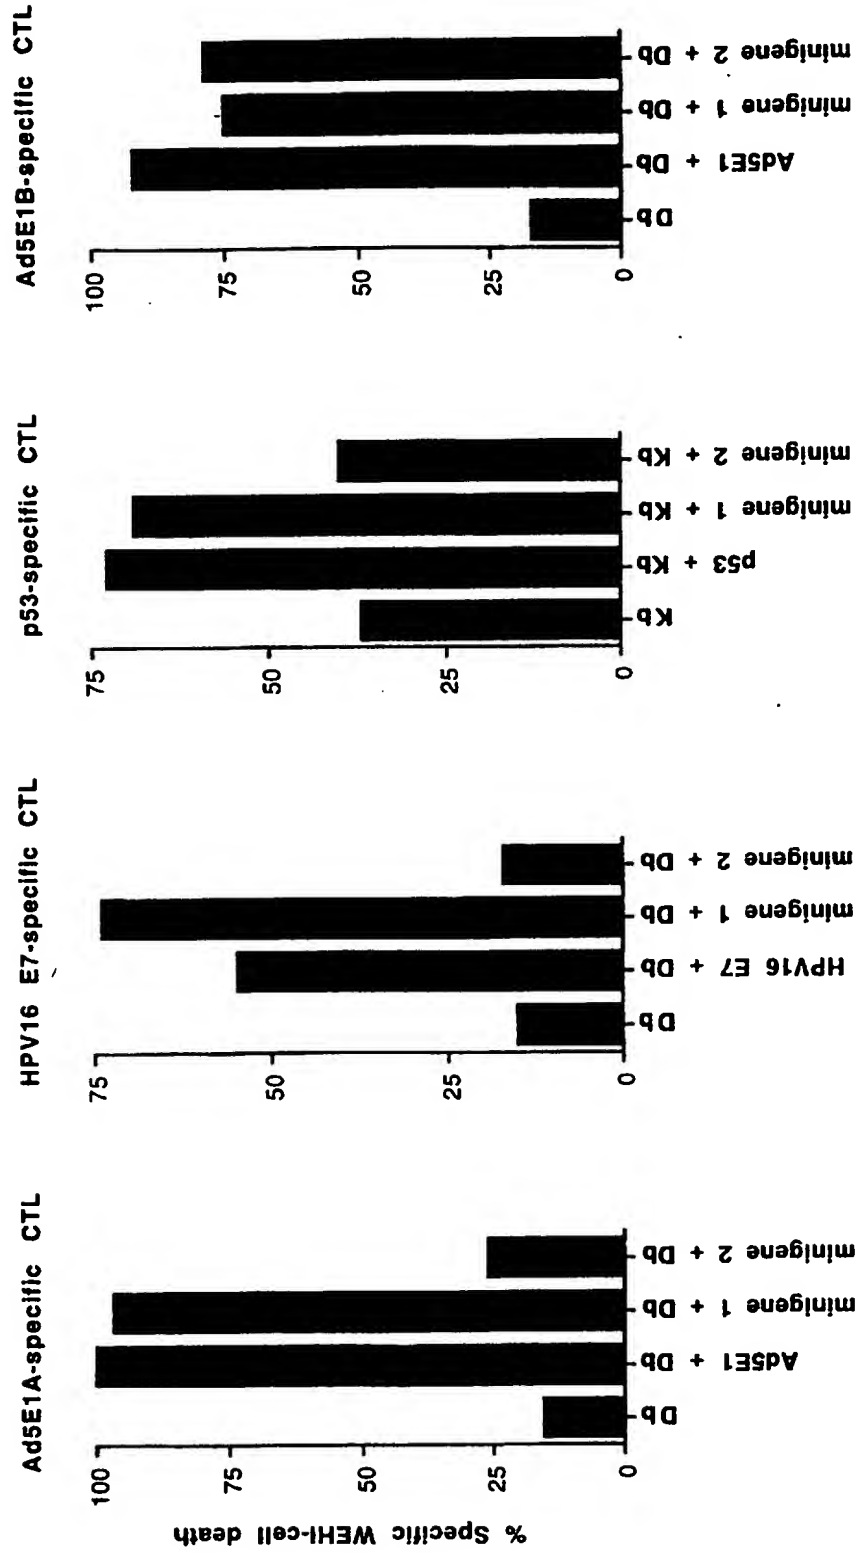 Ad5E1A-specific CTL
% Specific WEHI-cell death
100
75
50
25
0
Db
Ad5E1 + Db
minigene 1 + Db
minigene 2 + Db
HPV16 E7-specific CTL
75
50
25
0
Db
HPV16 E7 + Db
minigene 1 + Db
minigene 2 + Db
p53-specific CTL
75
50
25
0
Kb
p53 + Kb
minigene 1 + Kb
minigene 2 + Kb
Ad5E1B-specific CTL
100
75
50
25
0
Db
Ad5E1 + Db
minigene 1 + Db
minigene 2 + Db